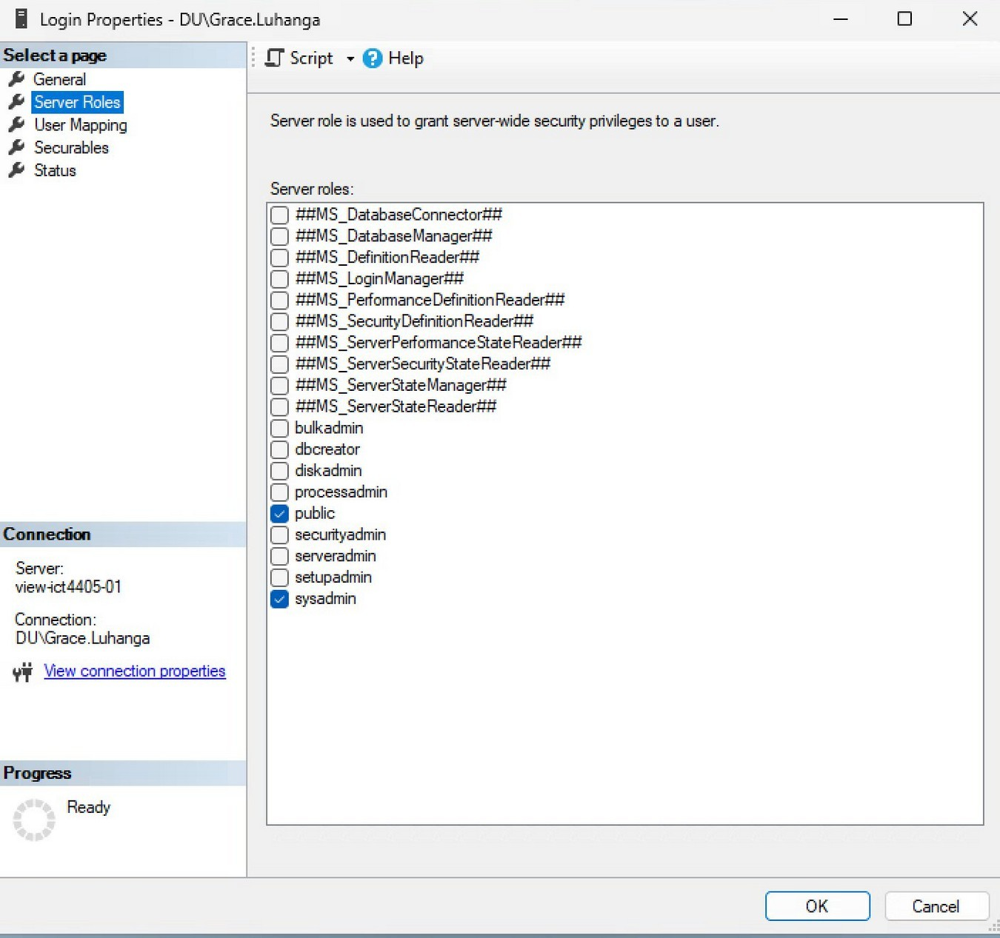 Login Properties - DU\Grace.Luhanga
Select a page
General
Server Roles
User Mapping
Securables
Status
Script
Help
Server role is used to grant server-wide security privileges to a user.
Server roles:
##MS_DatabaseConnector##
##MS_DatabaseManager##
##MS_DefinitionReader##
##MS_LoginManager##
##MS_PerformanceDefinitionReader##
##MS_SecurityDefinitionReader##
##MS_ServerPerformanceStateReader##
##MS_ServerSecurityStateReader##
##MS_ServerStateManager##
##MS_ServerStateReader##
bulkadmin
dbcreator
diskadmin
processadmin
public
securityadmin
serveradmin
setupadmin
sysadmin
Connection
Server:
view-ict4405-01
Connection:
DU\Grace.Luhanga
View connection properties
Progress
Ready
OK
Cancel